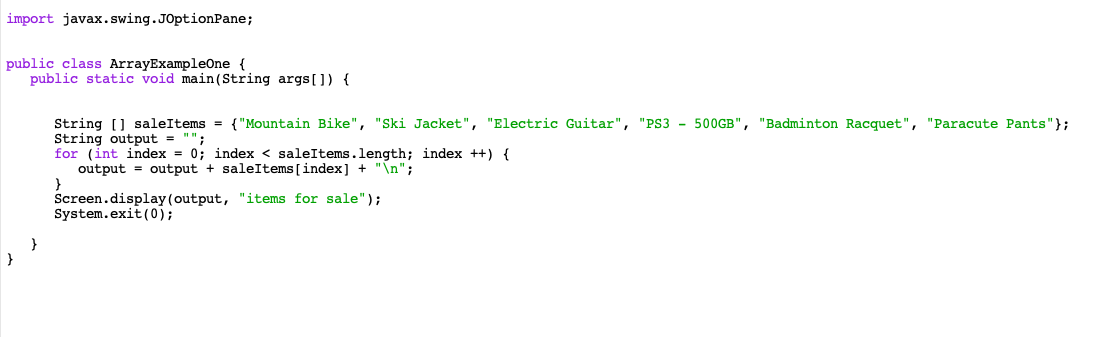 import javax.swing.JOptionPane;
public class ArrayExampleOne {
public static void main(String args[]) {
String [] saleItems = {"Mountain Bike", "Ski Jacket", "Electric Guitar", "PS3 - 500GB", "Badminton Racquet", "Paracute Pants"};
String output = "";
for (int index = 0; index < saleItems.length; index ++) {
output = output + saleItems[index] + "\n";
}
Screen.display(output, "items for sale");
System.exit(0);
}
}